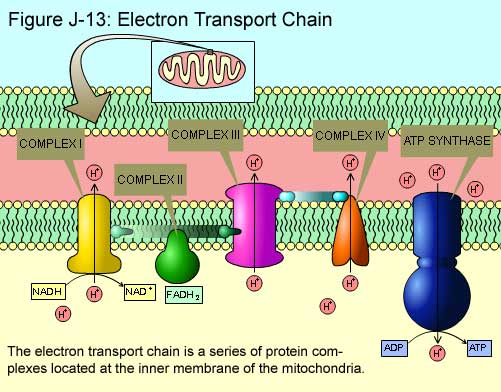 Figure J-13: Electron Transport Chain
COMPLEX I
COMPLEX II
COMPLEX III
COMPLEX IV
ATP SYNTHASE
H⁺
H⁺
H⁺
H⁺
H⁺
H⁺
NADH
NAD⁺
FADH₂
H⁺
H⁺
H⁺
H⁺
H⁺
ADP
H⁺
ATP
The electron transport chain is a series of protein com-
plexes located at the inner membrane of the mitochondria.